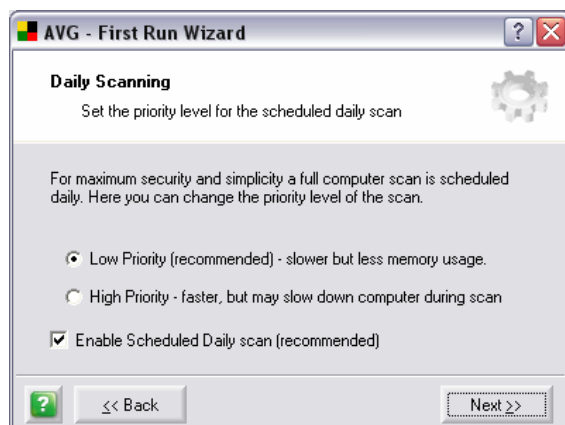 AVG - First Run Wizard
?
Daily Scanning
Set the priority level for the scheduled daily scan
For maximum security and simplicity a full computer scan is scheduled
daily. Here you can change the priority level of the scan.
Low Priority (recommended) - slower but less memory usage.
High Priority - faster, but may slow down computer during scan
Enable Scheduled Daily scan (recommended)
?
<< Back
Next >>